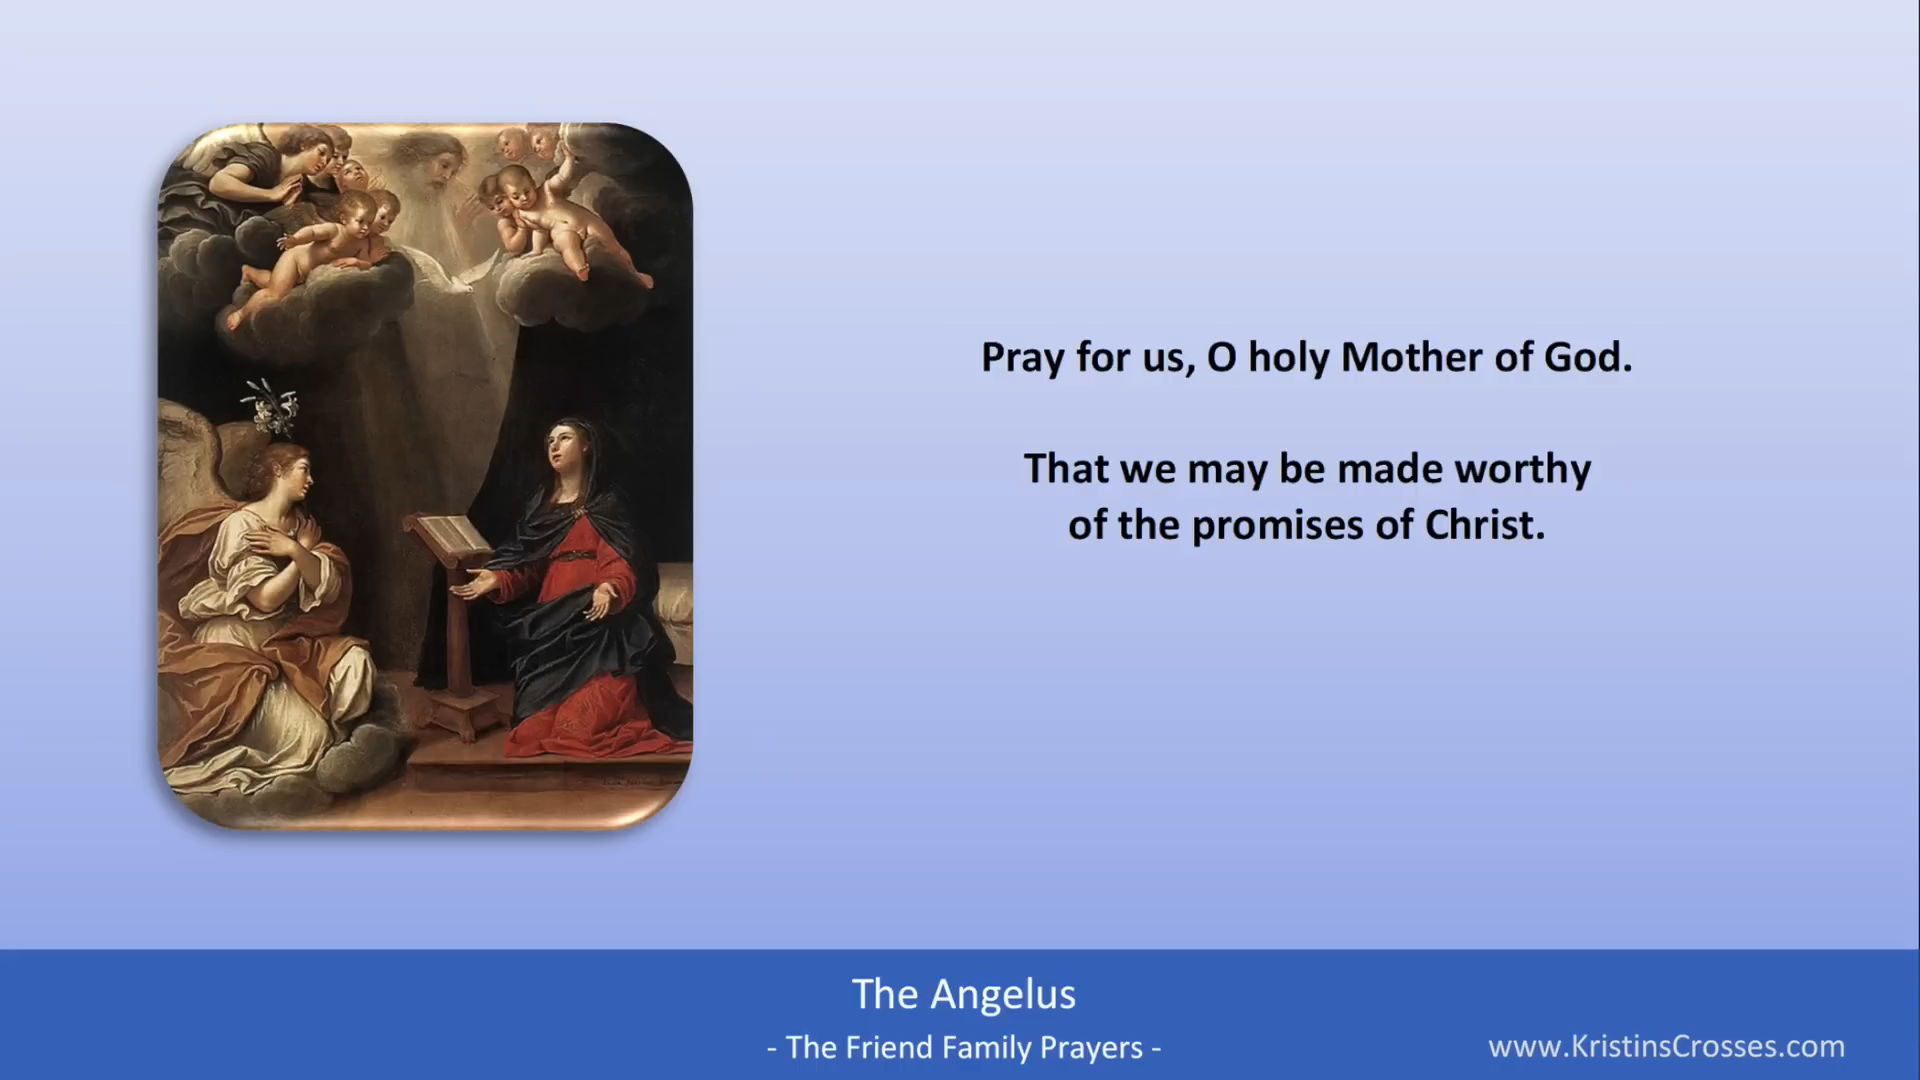 Pray for us, O holy Mother of God.
That we may be made worthy
of the promises of Christ.
The Angelus
- The Friend Family Prayers -
www.KristinsCrosses.com